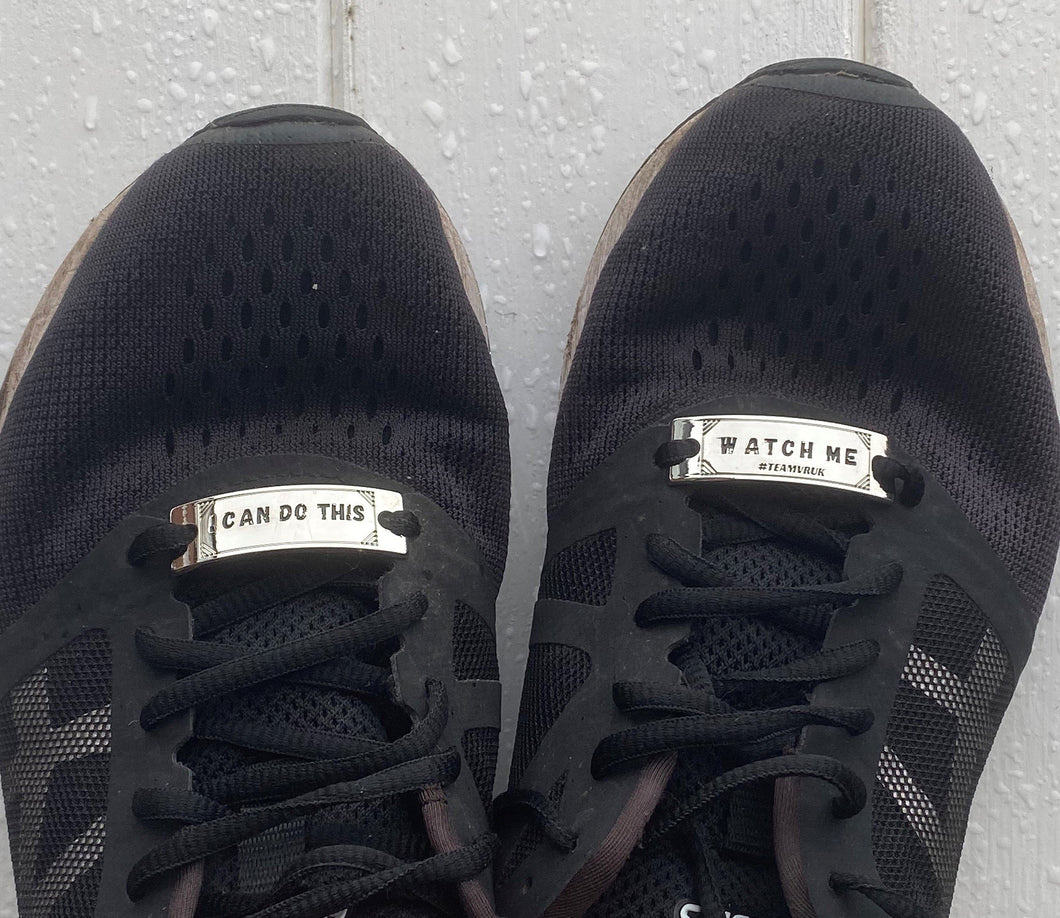 I CAN DO THIS
WATCH ME
#TEAMVRUK